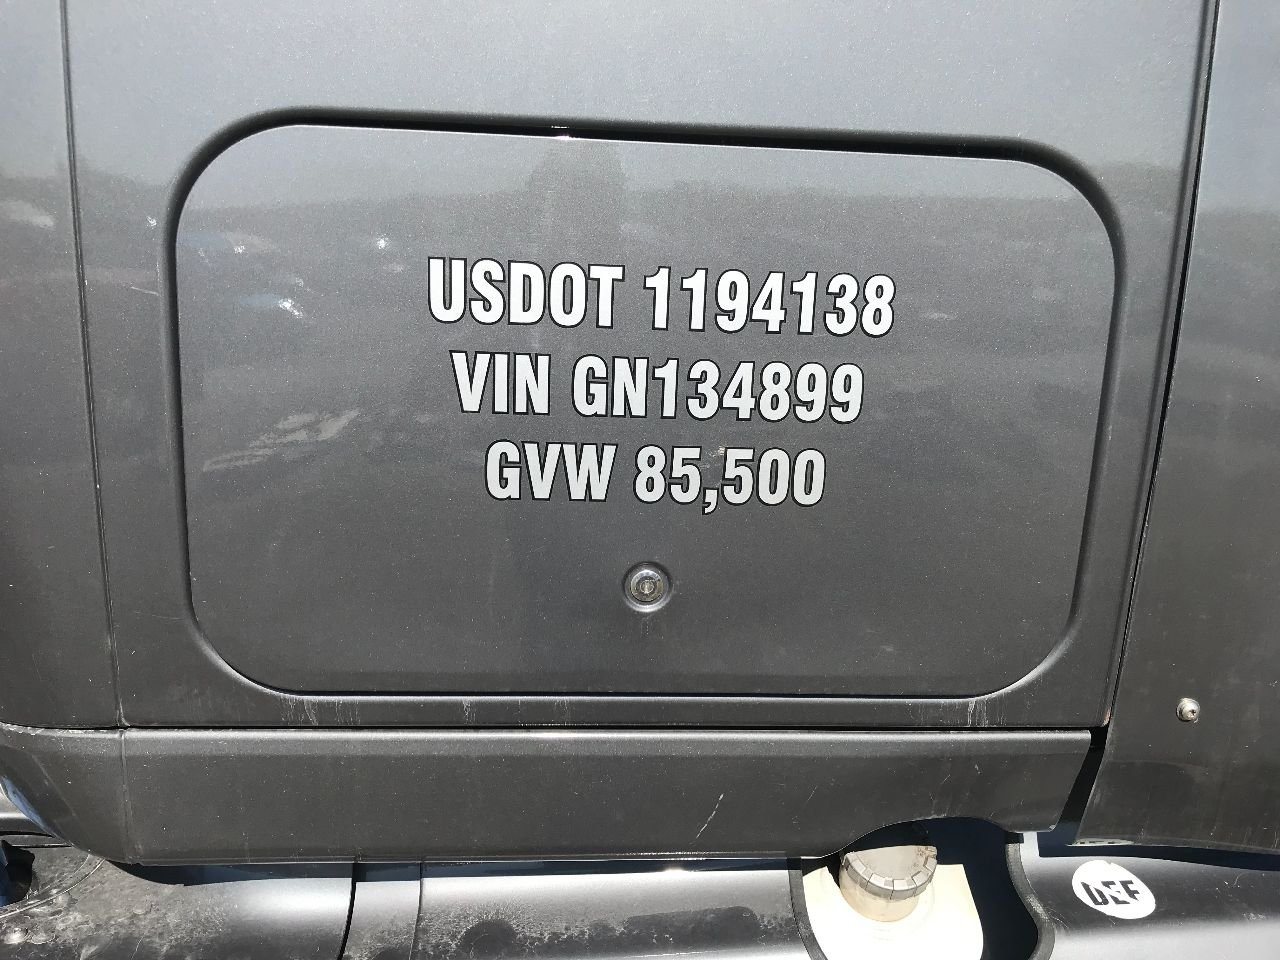 USDOT 1194138
VIN GN134899
GVW 85,500
DEF